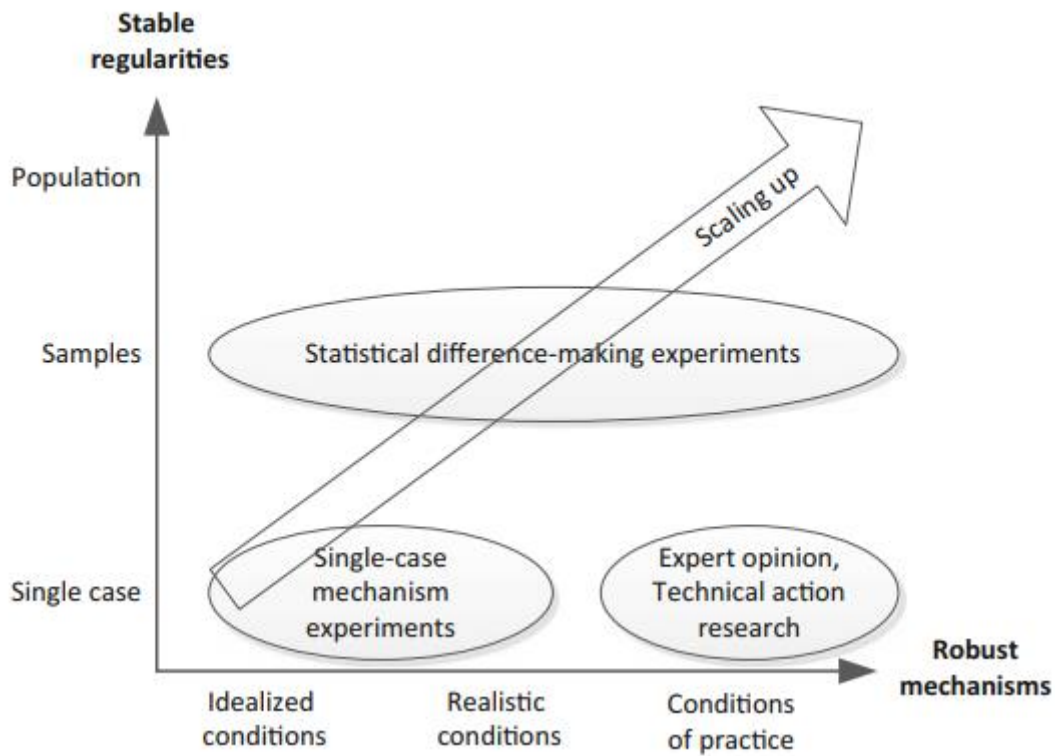 Stable
regularities
Population
Scaling up
Samples
Statistical difference-making experiments
Single case
Single-case
mechanism
experiments
Expert opinion,
Technical action
research
Robust
mechanisms
Idealized
conditions
Realistic
conditions
Conditions
of practice